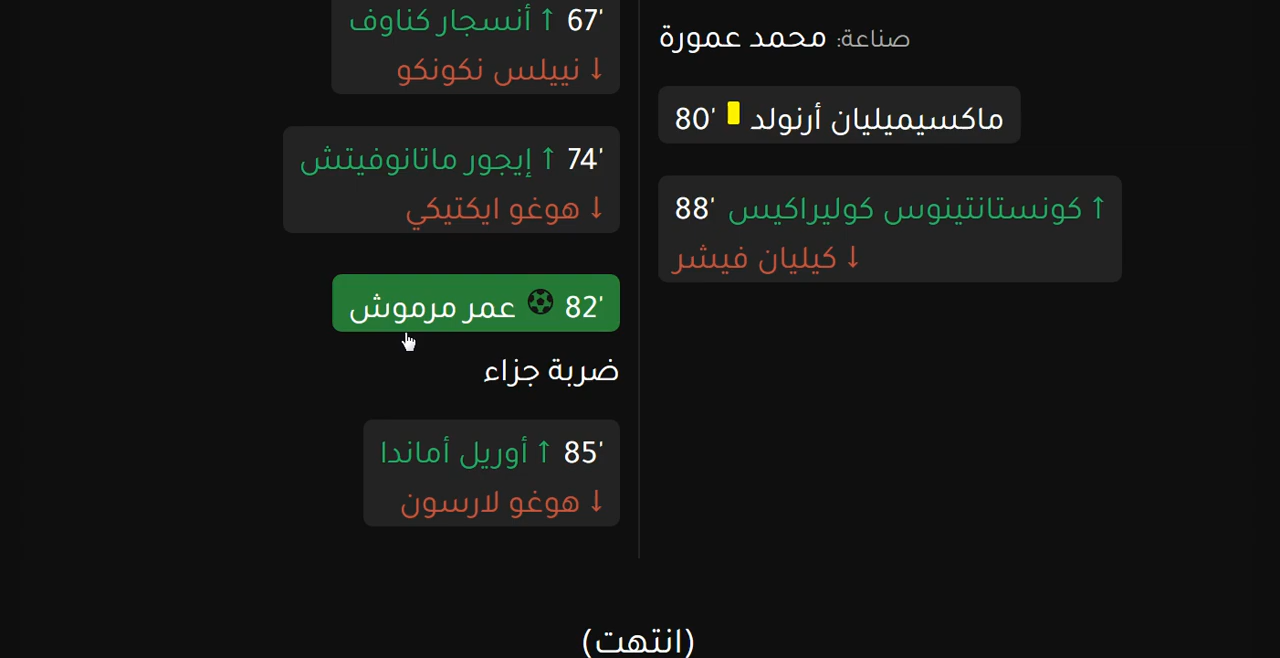 صناعة: محمد عمورة
ماكسيميليان أرنولد 80'
↑ كونستانتينوس كوليراكيس 88'
↓ كيليان فيشر
67' ↑ أنسجار كناوف
↓ نييلس نكونكو
74' ↑ إيجور ماتانوفيتش
↓ هوغو ايكتيكي
82' عمر مرموش
ضربة جزاء
85' ↑ أوريل أماندا
↓ هوغو لارسون
(انتهت)